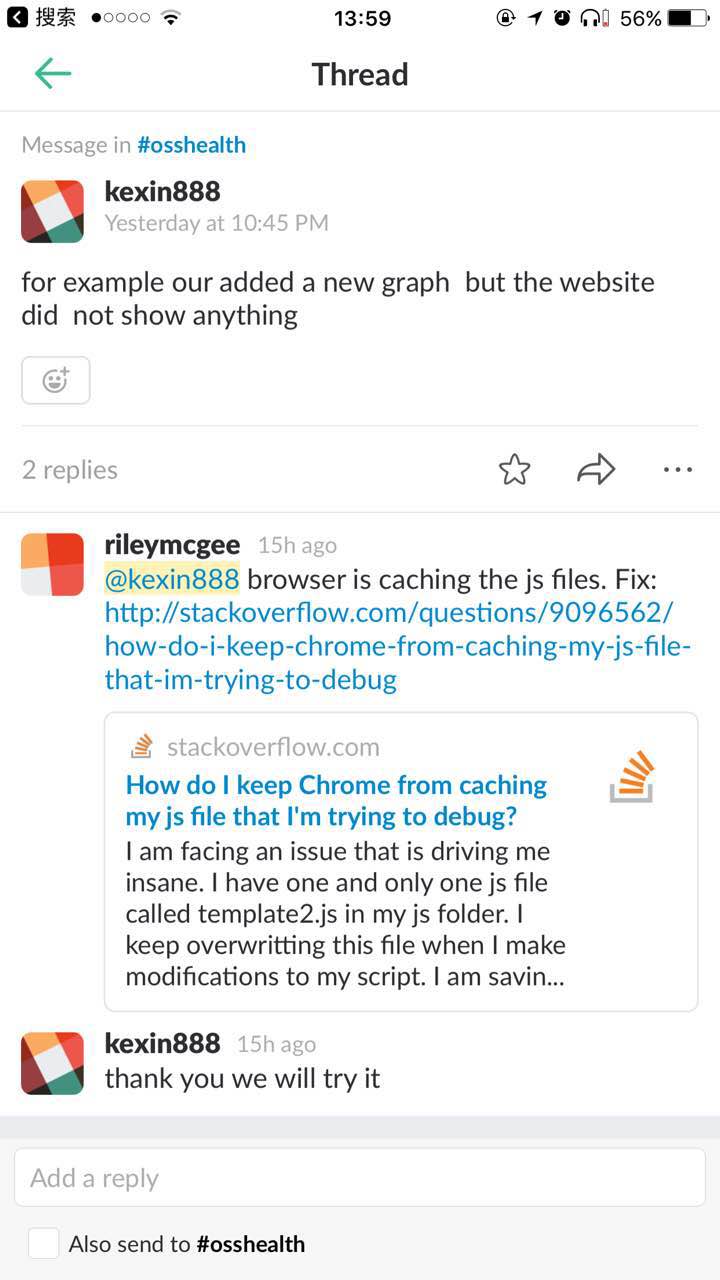 搜索 13:59 56%
Thread
Message in #osshealth
kexin888
Yesterday at 10:45 PM
for example our added a new graph  but the website
did  not show anything
2 replies
rileymcgee 15h ago
@kexin888 browser is caching the js files. Fix:
http://stackoverflow.com/questions/9096562/
how-do-i-keep-chrome-from-caching-my-js-file-
that-im-trying-to-debug
stackoverflow.com
How do I keep Chrome from caching
my js file that I'm trying to debug?
I am facing an issue that is driving me
insane. I have one and only one js file
called template2.js in my js folder. I
keep overwritting this file when I make
modifications to my script. I am savin...
kexin888 15h ago
thank you we will try it
Add a reply
Also send to #osshealth